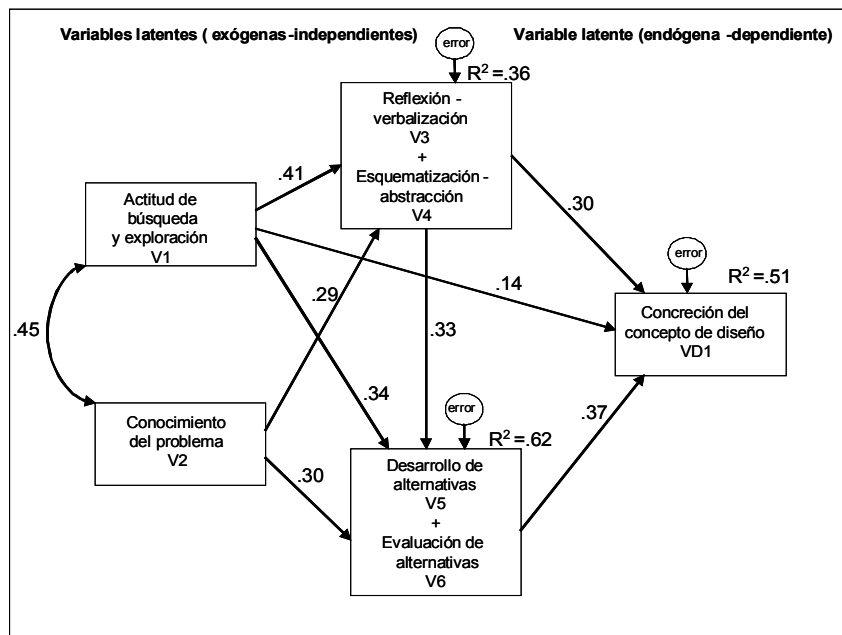 Variables latentes ( exógenas-independientes)
Variable latente (endógena -dependiente)
error
R² =.36
Reflexión -
verbalización
V3
+
Esquematización-
abstracción
V4
.41
Actitud de
búsqueda
y exploración
V1
.30
error
R² =.51
.14
.29
Concreción del
concepto de diseño
VD1
.45
.33
.34
error
.37
Conocimiento
del problema
V2
R² =.62
.30
Desarrollo de
alternativas
V5
+
Evaluación de
alternativas
V6